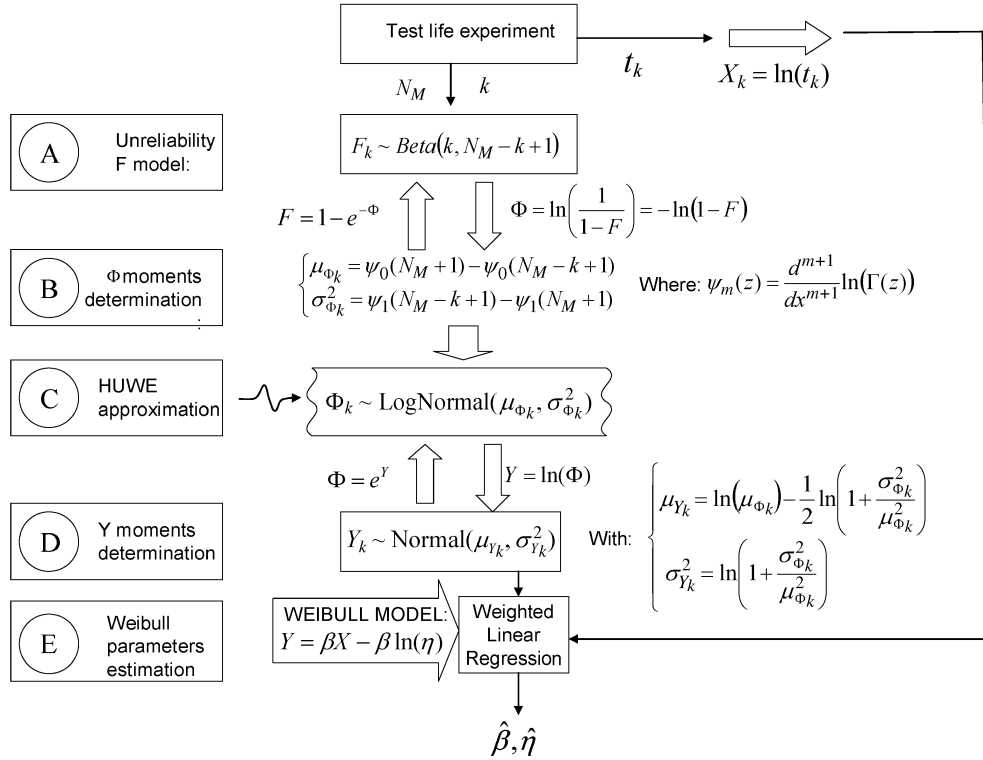 Test life experiment
t_k
X_k = ln(t_k)
N_M k
A
Unreliability
F model:
F_k ~ Beta(k, N_M − k + 1)
F = 1 − e^{−Φ}
Φ = ln(1/(1−F)) = −ln(1 − F)
B
Φ moments
determination
:
μ_{Φ_k} = ψ_0(N_M + 1) − ψ_0(N_M − k + 1)
σ²_{Φ_k} = ψ_1(N_M − k + 1) − ψ_1(N_M + 1)
Where: ψ_m(z) = d^{m+1}/dx^{m+1} ln(Γ(z))
C
HUWE
approximation
Φ_k ~ LogNormal(μ_{Φ_k}, σ²_{Φ_k})
Φ = e^Y
Y = ln(Φ)
D
Y moments
determination
Y_k ~ Normal(μ_{Y_k}, σ²_{Y_k})
With:
μ_{Y_k} = ln(μ_{Φ_k}) − 1/2 ln(1 + σ²_{Φ_k}/μ²_{Φ_k})
σ²_{Y_k} = ln(1 + σ²_{Φ_k}/μ²_{Φ_k})
E
Weibull
parameters
estimation
WEIBULL MODEL:
Y = βX − β ln(η)
Weighted
Linear
Regression
β̂, η̂